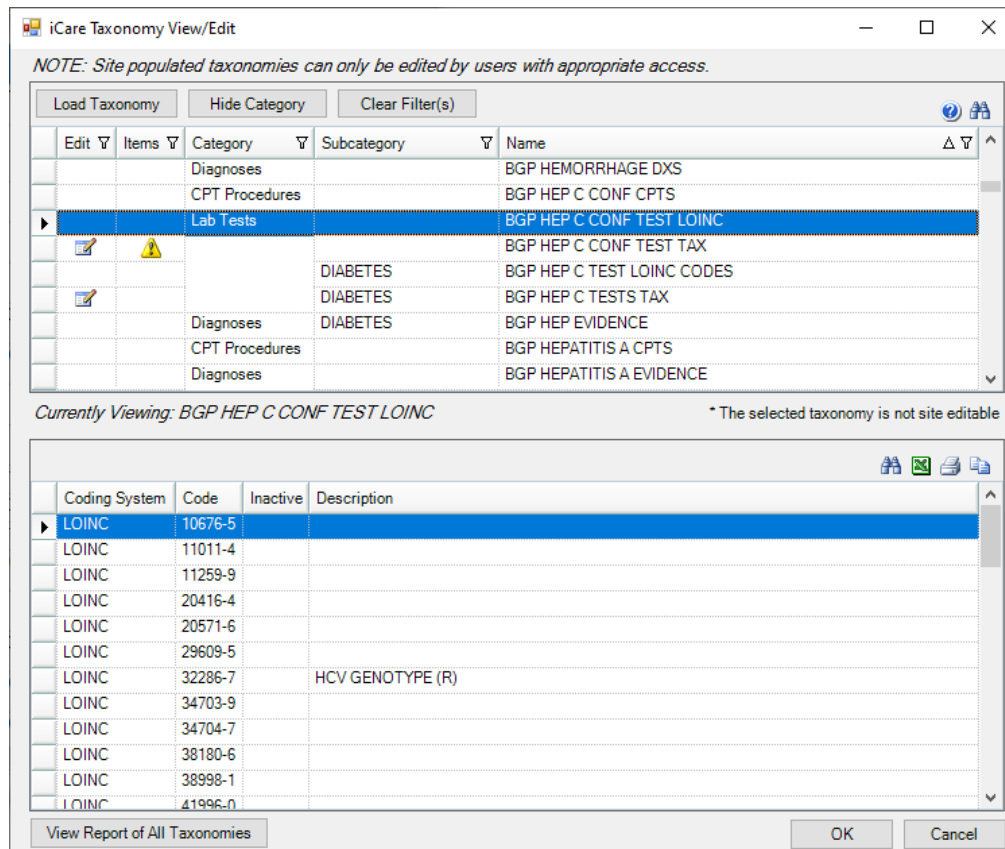 iCare Taxonomy View/Edit
NOTE: Site populated taxonomies can only be edited by users with appropriate access.
Load Taxonomy Hide Category Clear Filter(s)
Edit Items Category Subcategory Name
Diagnoses BGP HEMORRHAGE DXS
CPT Procedures BGP HEP C CONF CPTS
Lab Tests BGP HEP C CONF TEST LOINC
BGP HEP C CONF TEST TAX
DIABETES BGP HEP C TEST LOINC CODES
DIABETES BGP HEP C TESTS TAX
Diagnoses DIABETES BGP HEP EVIDENCE
CPT Procedures BGP HEPATITIS A CPTS
Diagnoses BGP HEPATITIS A EVIDENCE
Currently Viewing: BGP HEP C CONF TEST LOINC * The selected taxonomy is not site editable
Coding System Code Inactive Description
LOINC 10676-5
LOINC 11011-4
LOINC 11259-9
LOINC 20416-4
LOINC 20571-6
LOINC 29609-5
LOINC 32286-7 HCV GENOTYPE (R)
LOINC 34703-9
LOINC 34704-7
LOINC 38180-6
LOINC 38998-1
LOINC 41996-0
View Report of All Taxonomies OK Cancel